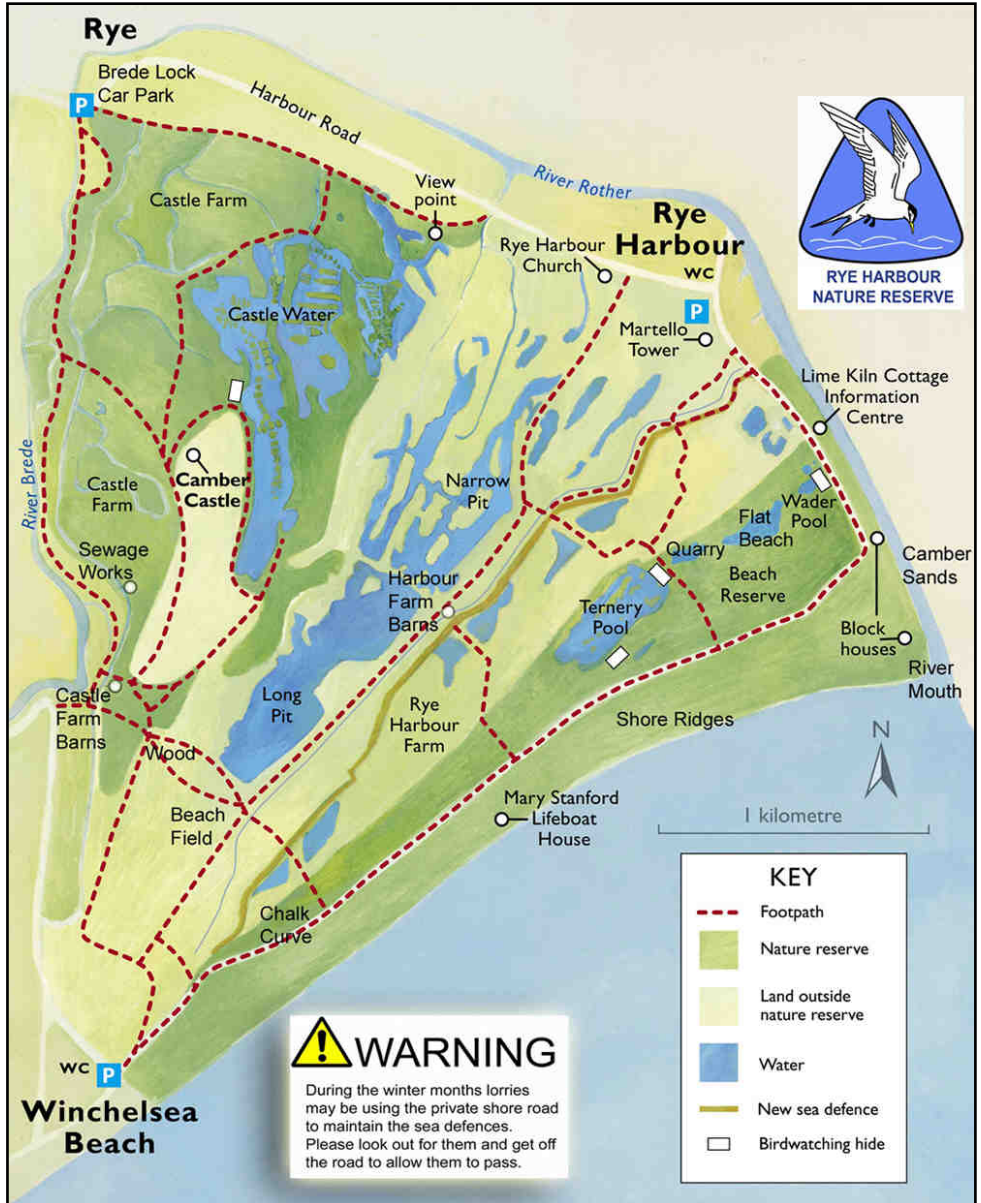 Rye
Brede Lock
Car Park
P
Harbour Road
River Rother
Castle Farm
View
point
Rye
Harbour
WC
P
Rye Harbour
Church
RYE HARBOUR
NATURE RESERVE
Castle Water
Martello
Tower
Lime Kiln Cottage
Information
Centre
River Brede
Camber
Castle
Castle
Farm
Narrow
Pit
Wader
Pool
Flat
Beach
Quarry
Beach
Reserve
Camber
Sands
Sewage
Works
Harbour
Farm
Barns
Ternery
Pool
Block
houses
River
Mouth
Castle
Farm
Barns
Long
Pit
Rye
Harbour
Farm
Shore Ridges
Wood
N
Beach
Field
Mary Stanford
Lifeboat
House
1 kilometre
Chalk
Curve
WC
P
Winchelsea
Beach
WARNING
During the winter months lorries
may be using the private shore road
to maintain the sea defences.
Please look out for them and get off
the road to allow them to pass.
KEY
Footpath
Nature reserve
Land outside
nature reserve
Water
New sea defence
Birdwatching hide